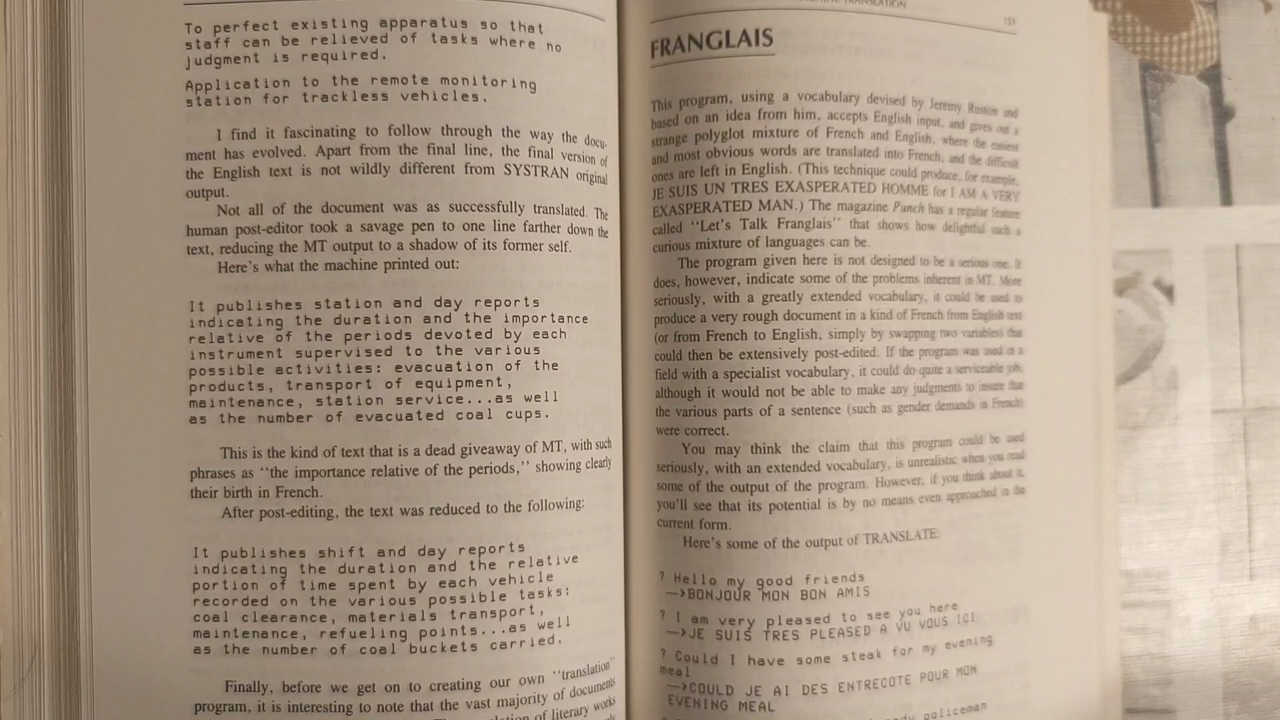 To perfect existing apparatus so that
staff can be relieved of tasks where no
judgment is required.
Application to the remote monitoring
station for trackless vehicles.
I find it fascinating to follow through the way the docu-
ment has evolved. Apart from the final line, the final version of
the English text is not wildly different from SYSTRAN original
output.
Not all of the document was as successfully translated. The
human post-editor took a savage pen to one line farther down the
text, reducing the MT output to a shadow of its former self.
Here's what the machine printed out:
It publishes station and day reports
indicating the duration and the importance
relative of the periods devoted by each
instrument supervised to the various
possible activities: evacuation of the
products, transport of equipment,
maintenance, station service...as well
as the number of evacuated coal cups.
This is the kind of text that is a dead giveaway of MT, with such
phrases as "the importance relative of the periods," showing clearly
their birth in French.
After post-editing, the text was reduced to the following:
It publishes shift and day reports
indicating the duration and the relative
portion of time spent by each vehicle
recorded on the various possible tasks:
coal clearance, materials transport,
maintenance, refueling points...as well
as the number of coal buckets carried.
Finally, before we get on to creating our own "translation"
program, it is interesting to note that the vast majority of documents
of literary works
TRANSLATION
151
FRANGLAIS
This program, using a vocabulary devised by Jeremy Ruston and
based on an idea from him, accepts English input, and gives out a
strange polyglot mixture of French and English, where the easiest
and most obvious words are translated into French, and the difficult
ones are left in English. (This technique could produce, for example,
JE SUIS UN TRES EXASPERATED HOMME for I AM A VERY
EXASPERATED MAN.) The magazine Punch has a regular feature
called "Let's Talk Franglais" that shows how delightful such a
curious mixture of languages can be.
The program given here is not designed to be a serious one. It
does, however, indicate some of the problems inherent in MT. More
seriously, with a greatly extended vocabulary, it could be used to
produce a very rough document in a kind of French from English text
(or from French to English, simply by swapping two variables) that
could then be extensively post-edited. If the program was used in a
field with a specialist vocabulary, it could do quite a serviceable job,
although it would not be able to make any judgments to insure that
the various parts of a sentence (such as gender demands in French)
were correct.
You may think the claim that this program could be used
seriously, with an extended vocabulary, is unrealistic when you read
some of the output of the program. However, if you think about it,
you'll see that its potential is by no means even approached in the
current form.
Here's some of the output of TRANSLATE:
? Hello my good friends
-->BONJOUR MON BON AMIS
? I am very pleased to see you here
-->JE SUIS TRES PLEASED A VU VOUS ICI
? Could I have some steak for my evening
meal
-->COULD JE AI DES ENTRECOTE POUR MON
EVENING MEAL
policeman